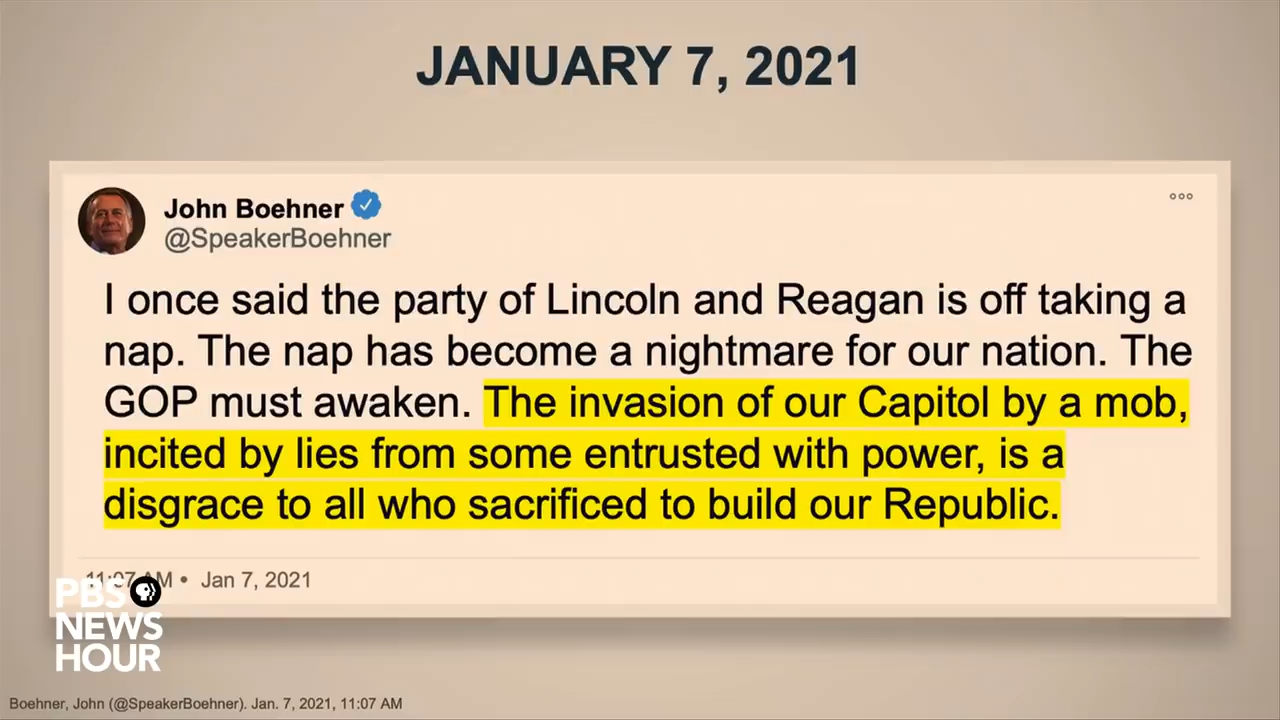 JANUARY 7, 2021
John Boehner
@SpeakerBoehner
I once said the party of Lincoln and Reagan is off taking a
nap. The nap has become a nightmare for our nation. The
GOP must awaken. The invasion of our Capitol by a mob,
incited by lies from some entrusted with power, is a
disgrace to all who sacrificed to build our Republic.
11:07 AM • Jan 7, 2021
PBS
NEWS
HOUR
Boehner, John (@SpeakerBoehner). Jan. 7, 2021, 11:07 AM